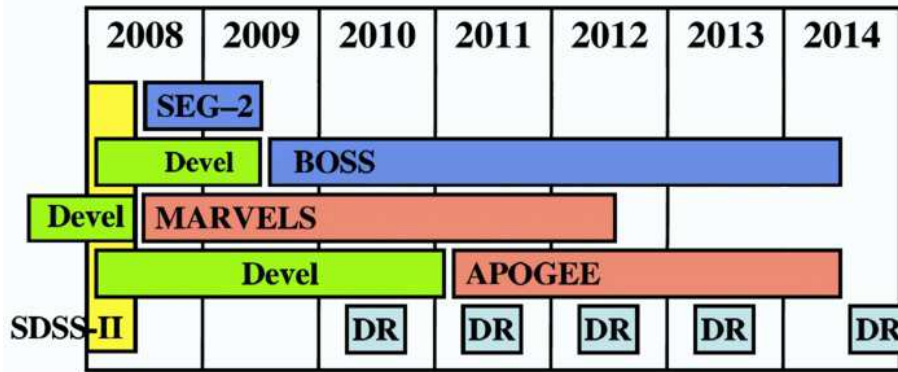 2008 2009 2010 2011 2012 2013 2014
SEG–2
Devel BOSS
Devel MARVELS
Devel APOGEE
SDSS-II DR DR DR DR DR